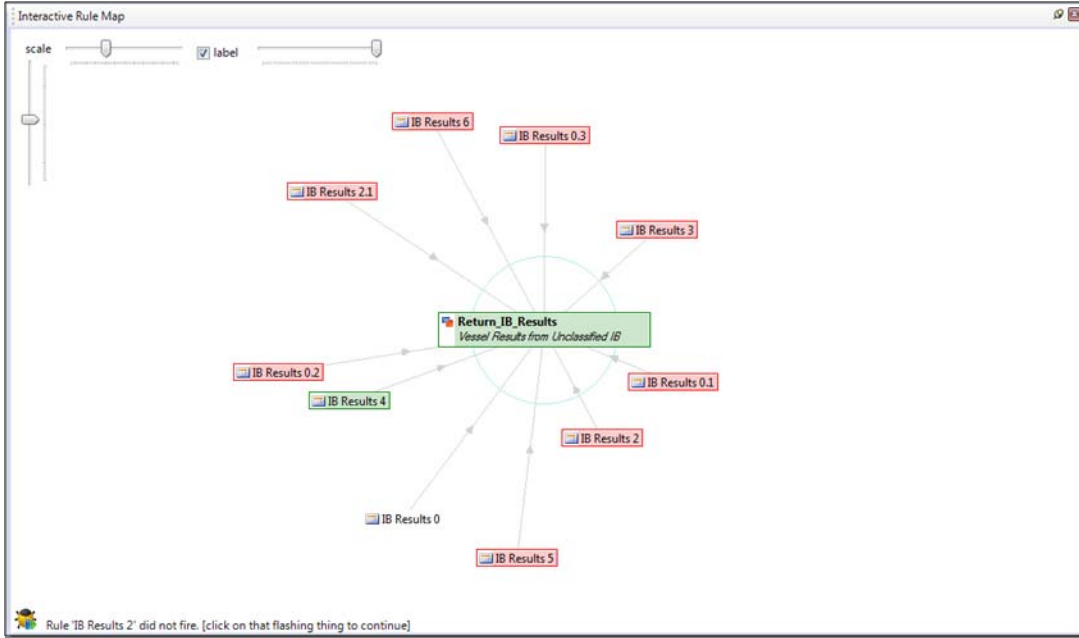 Interactive Rule Map
scale
label
IB Results 6
IB Results 0.3
IB Results 2.1
IB Results 3
Return_IB_Results
Vessel Results from Unclassified IB
IB Results 0.2
IB Results 0.1
IB Results 4
IB Results 2
IB Results 0
IB Results 5
Rule 'IB Results 2' did not fire. [click on that flashing thing to continue]